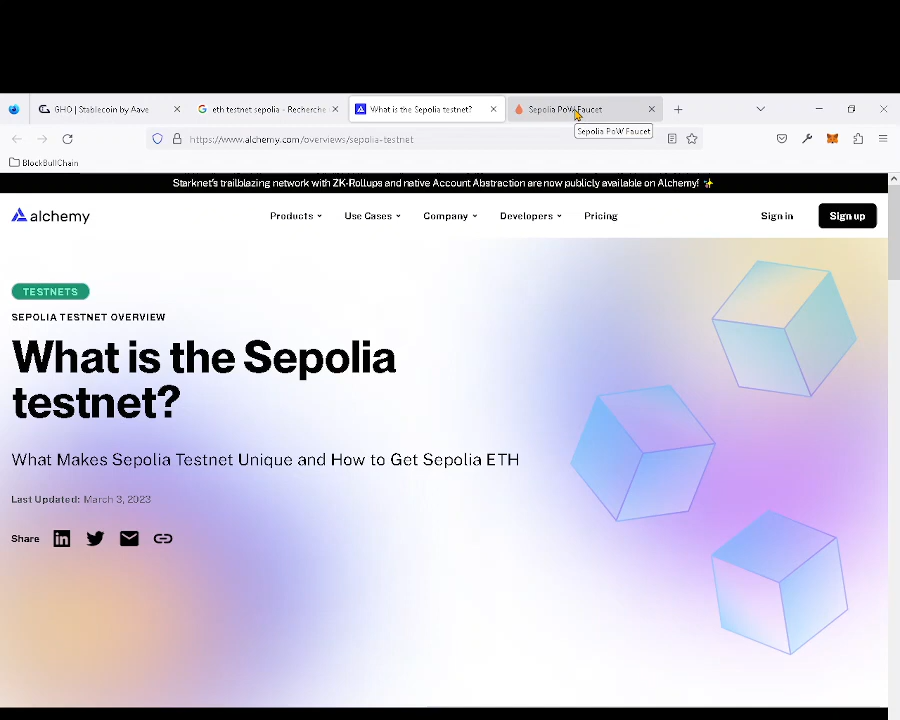 GHO | Stablecoin by Aave
eth testnet sepolia - Recherche
What is the Sepolia testnet?
Sepolia PoW Faucet
https://www.alchemy.com/overviews/sepolia-testnet
Sepolia PoW Faucet
BlockBullChain
Starknet's trailblazing network with ZK-Rollups and native Account Abstraction are now publicly available on Alchemy! ✨
alchemy
Products
Use Cases
Company
Developers
Pricing
Sign in
Sign up
TESTNETS
SEPOLIA TESTNET OVERVIEW
What is the Sepolia
testnet?
What Makes Sepolia Testnet Unique and How to Get Sepolia ETH
Last Updated: March 3, 2023
Share